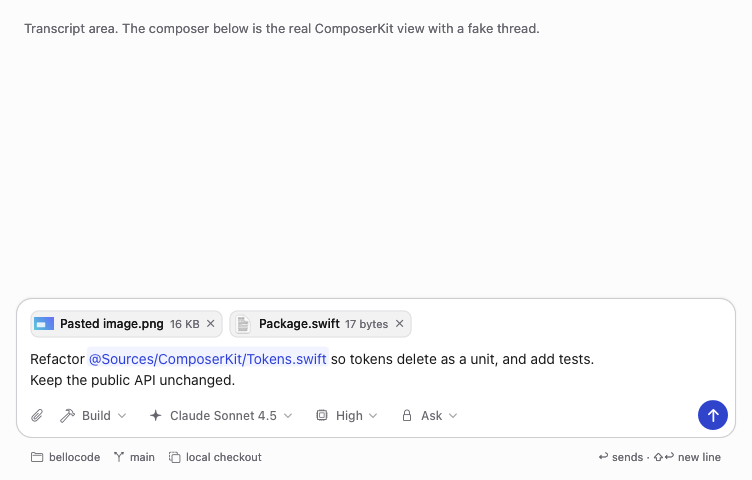 Transcript area. The composer below is the real ComposerKit view with a fake thread.
Pasted image.png 16 KB × Package.swift 17 bytes ×
Refactor @Sources/ComposerKit/Tokens.swift so tokens delete as a unit, and add tests.
Keep the public API unchanged.
Build Claude Sonnet 4.5 High Ask
bellocode main local checkout ↩ sends · ⇧↩ new line